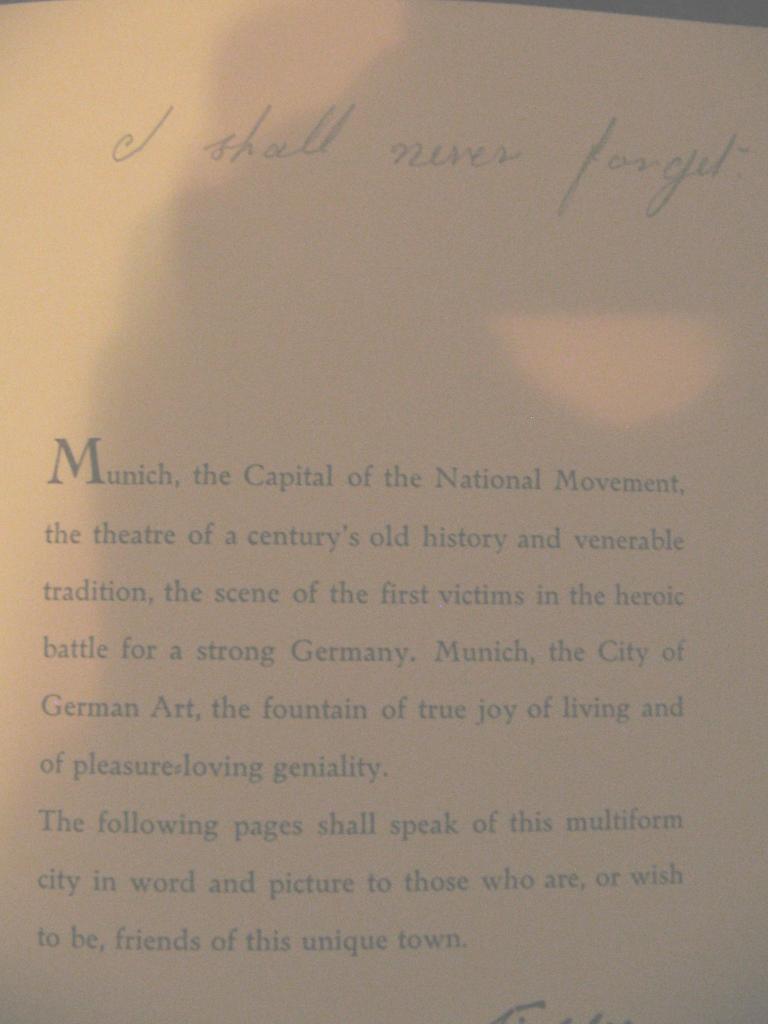 I shall never forget.
Munich, the Capital of the National Movement,
the theatre of a century's old history and venerable
tradition, the scene of the first victims in the heroic
battle for a strong Germany. Munich, the City of
German Art, the fountain of true joy of living and
of pleasure-loving geniality.
The following pages shall speak of this multiform
city in word and picture to those who are, or wish
to be, friends of this unique town.